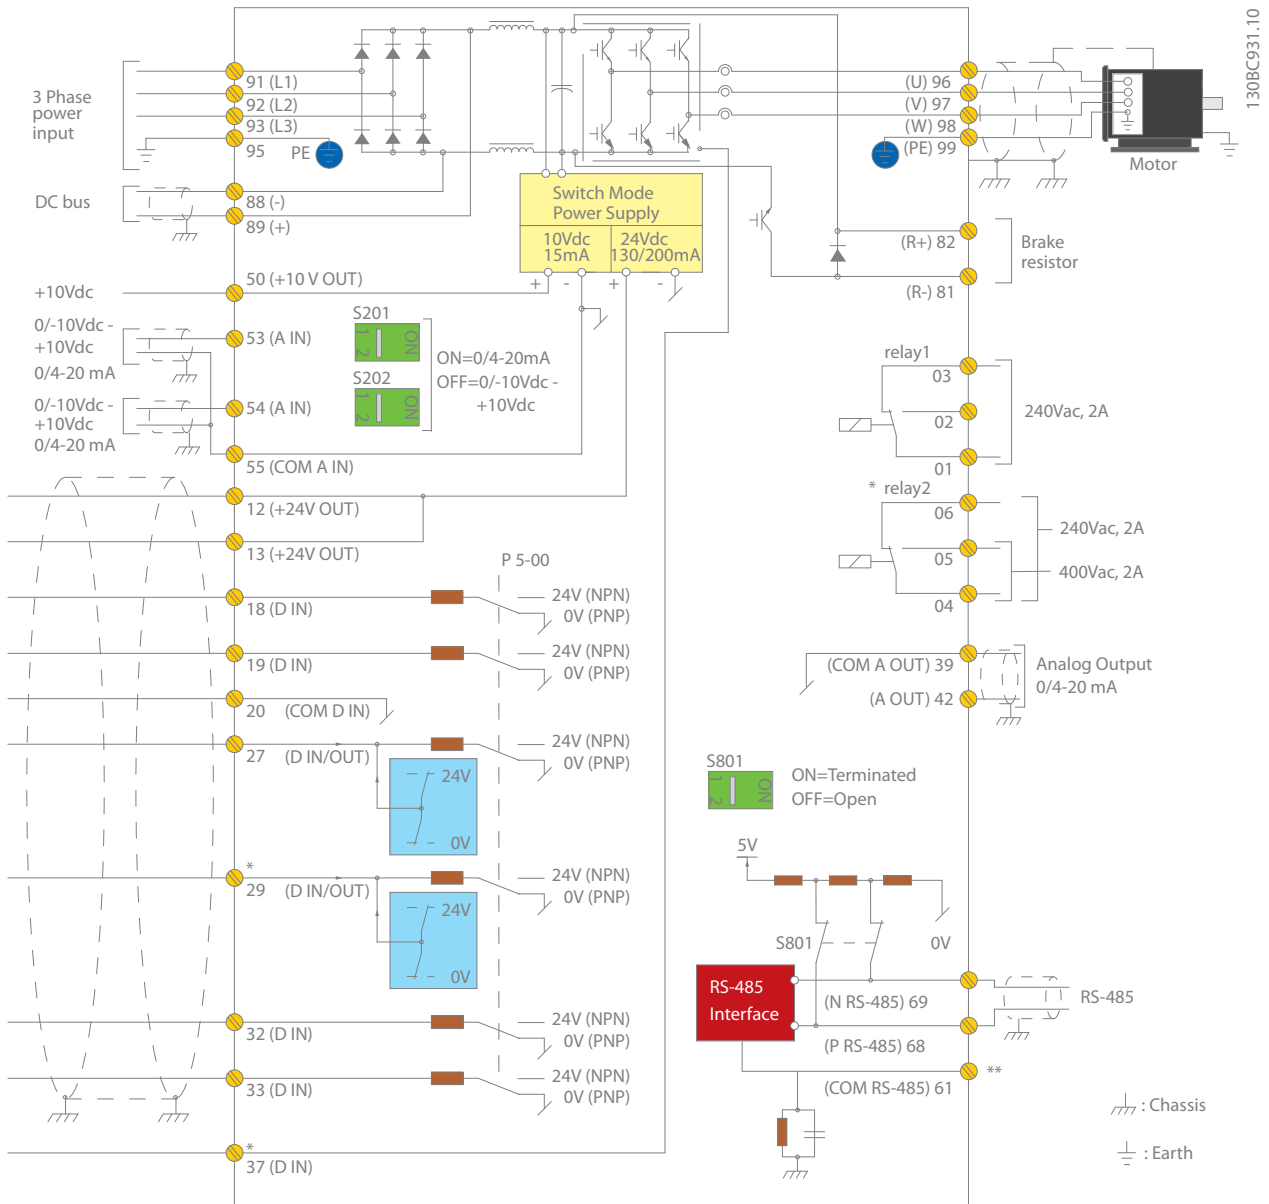 130BC931.10
3 Phase
power
input
91 (L1)
92 (L2)
93 (L3)
95
PE
(U) 96
(V) 97
(W) 98
(PE) 99
Motor
DC bus
88 (-)
89 (+)
Switch Mode
Power Supply
10Vdc
15mA
24Vdc
130/200mA
+ - + -
(R+) 82
(R-) 81
Brake
resistor
+10Vdc
50 (+10 V OUT)
0/-10Vdc -
+10Vdc
0/4-20 mA
53 (A IN)
0/-10Vdc -
+10Vdc
0/4-20 mA
54 (A IN)
55 (COM A IN)
S201
1 2 ON
S202
1 2 ON
ON=0/4-20mA
OFF=0/-10Vdc -
+10Vdc
relay1
03
02
01
240Vac, 2A
* relay2
06
05
04
240Vac, 2A
400Vac, 2A
12 (+24V OUT)
13 (+24V OUT)
P 5-00
18 (D IN)
24V (NPN)
0V (PNP)
19 (D IN)
24V (NPN)
0V (PNP)
20 (COM D IN)
27 (D IN/OUT)
24V (NPN)
0V (PNP)
24V
0V
*
29 (D IN/OUT)
24V (NPN)
0V (PNP)
24V
0V
32 (D IN)
24V (NPN)
0V (PNP)
33 (D IN)
24V (NPN)
0V (PNP)
*
37 (D IN)
(COM A OUT) 39
(A OUT) 42
Analog Output
0/4-20 mA
S801
1 2 ON
ON=Terminated
OFF=Open
5V
S801
0V
RS-485
Interface
(N RS-485) 69
(P RS-485) 68
(COM RS-485) 61
**
RS-485
: Chassis
: Earth